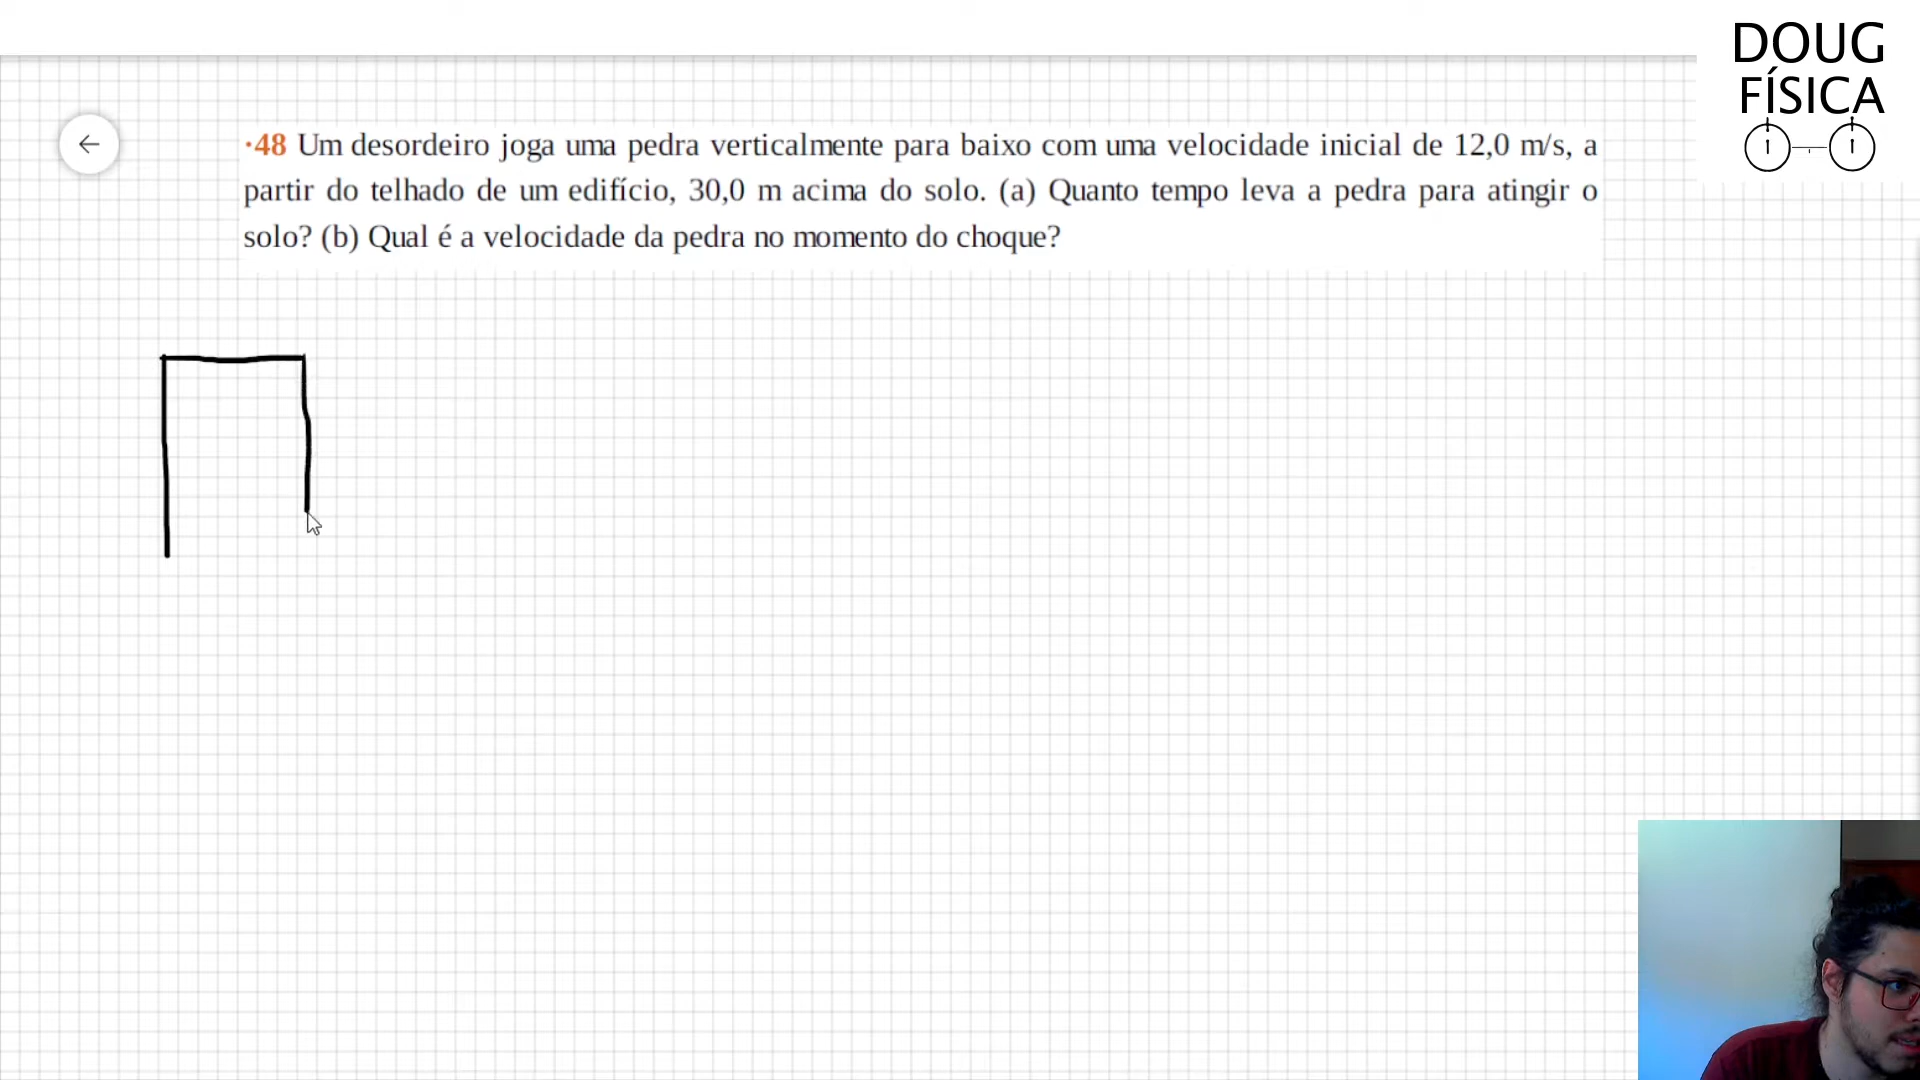 DOUG
FÍSICA
·48 Um desordeiro joga uma pedra verticalmente para baixo com uma velocidade inicial de 12,0 m/s, a
partir do telhado de um edifício, 30,0 m acima do solo. (a) Quanto tempo leva a pedra para atingir o
solo? (b) Qual é a velocidade da pedra no momento do choque?